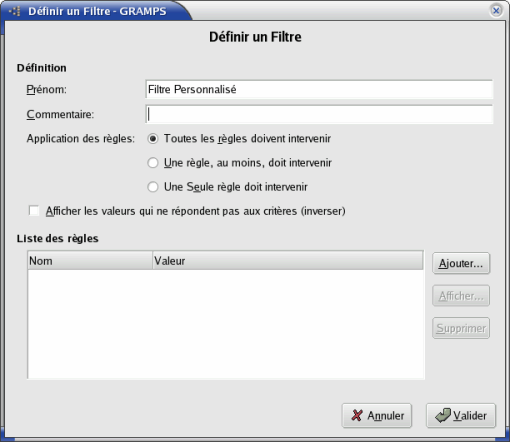 Définir un Filtre - GRAMPS
Définir un Filtre
Définition
Prénom: Filtre Personnalisé
Commentaire:
Application des règles: Toutes les règles doivent intervenir
Une règle, au moins, doit intervenir
Une Seule règle doit intervenir
Afficher les valeurs qui ne répondent pas aux critères (inverser)
Liste des règles
Nom Valeur
Ajouter...
Afficher...
Supprimer
Annuler Valider